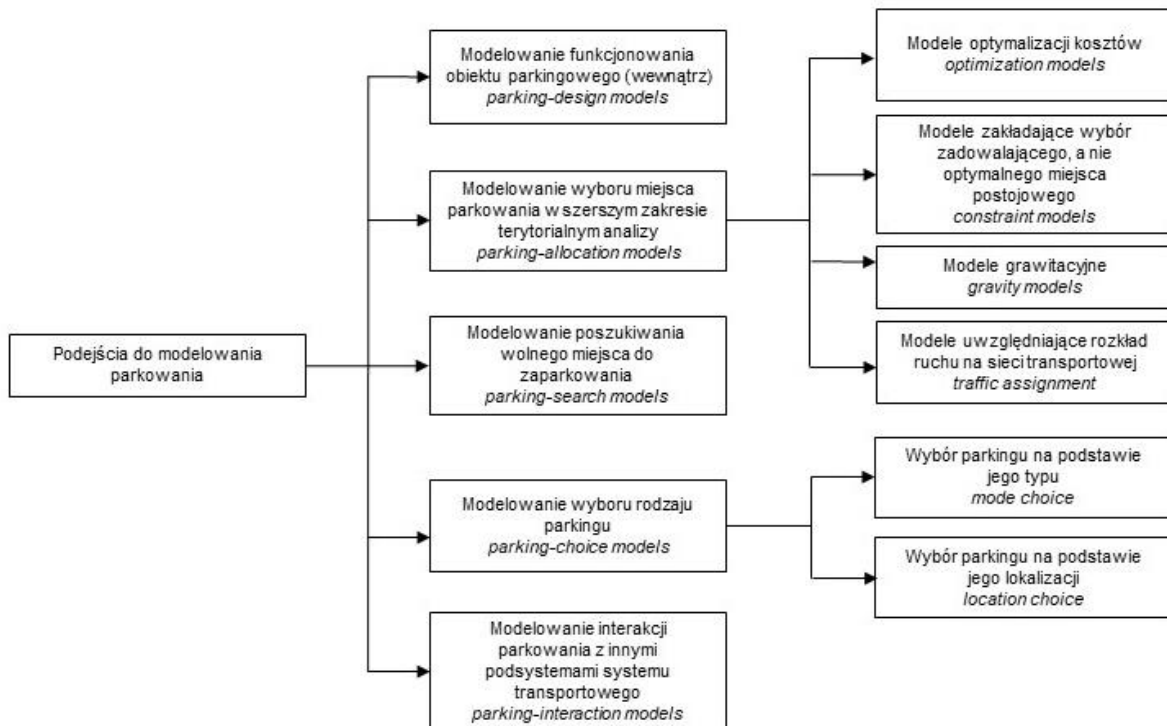 Podejścia do modelowania
parkowania
Modelowanie funkcjonowania
obiektu parkingowego (wewnątrz)
parking-design models
Modelowanie wyboru miejsca
parkowania w szerszym zakresie
terytorialnym analizy
parking-allocation models
Modelowanie poszukiwania
wolnego miejsca do
zaparkowania
parking-search models
Modelowanie wyboru rodzaju
parkingu
parking-choice models
Modelowanie interakcji
parkowania z innymi
podsystemami systemu
transportowego
parking-interaction models
Modele optymalizacji kosztów
optimization models
Modele zakładające wybór
zadowalającego, a nie
optymalnego miejsca
postojowego
constraint models
Modele grawitacyjne
gravity models
Modele uwzględniające rozkład
ruchu na sieci transportowej
traffic assignment
Wybór parkingu na podstawie
jego typu
mode choice
Wybór parkingu na podstawie
jego lokalizacji
location choice